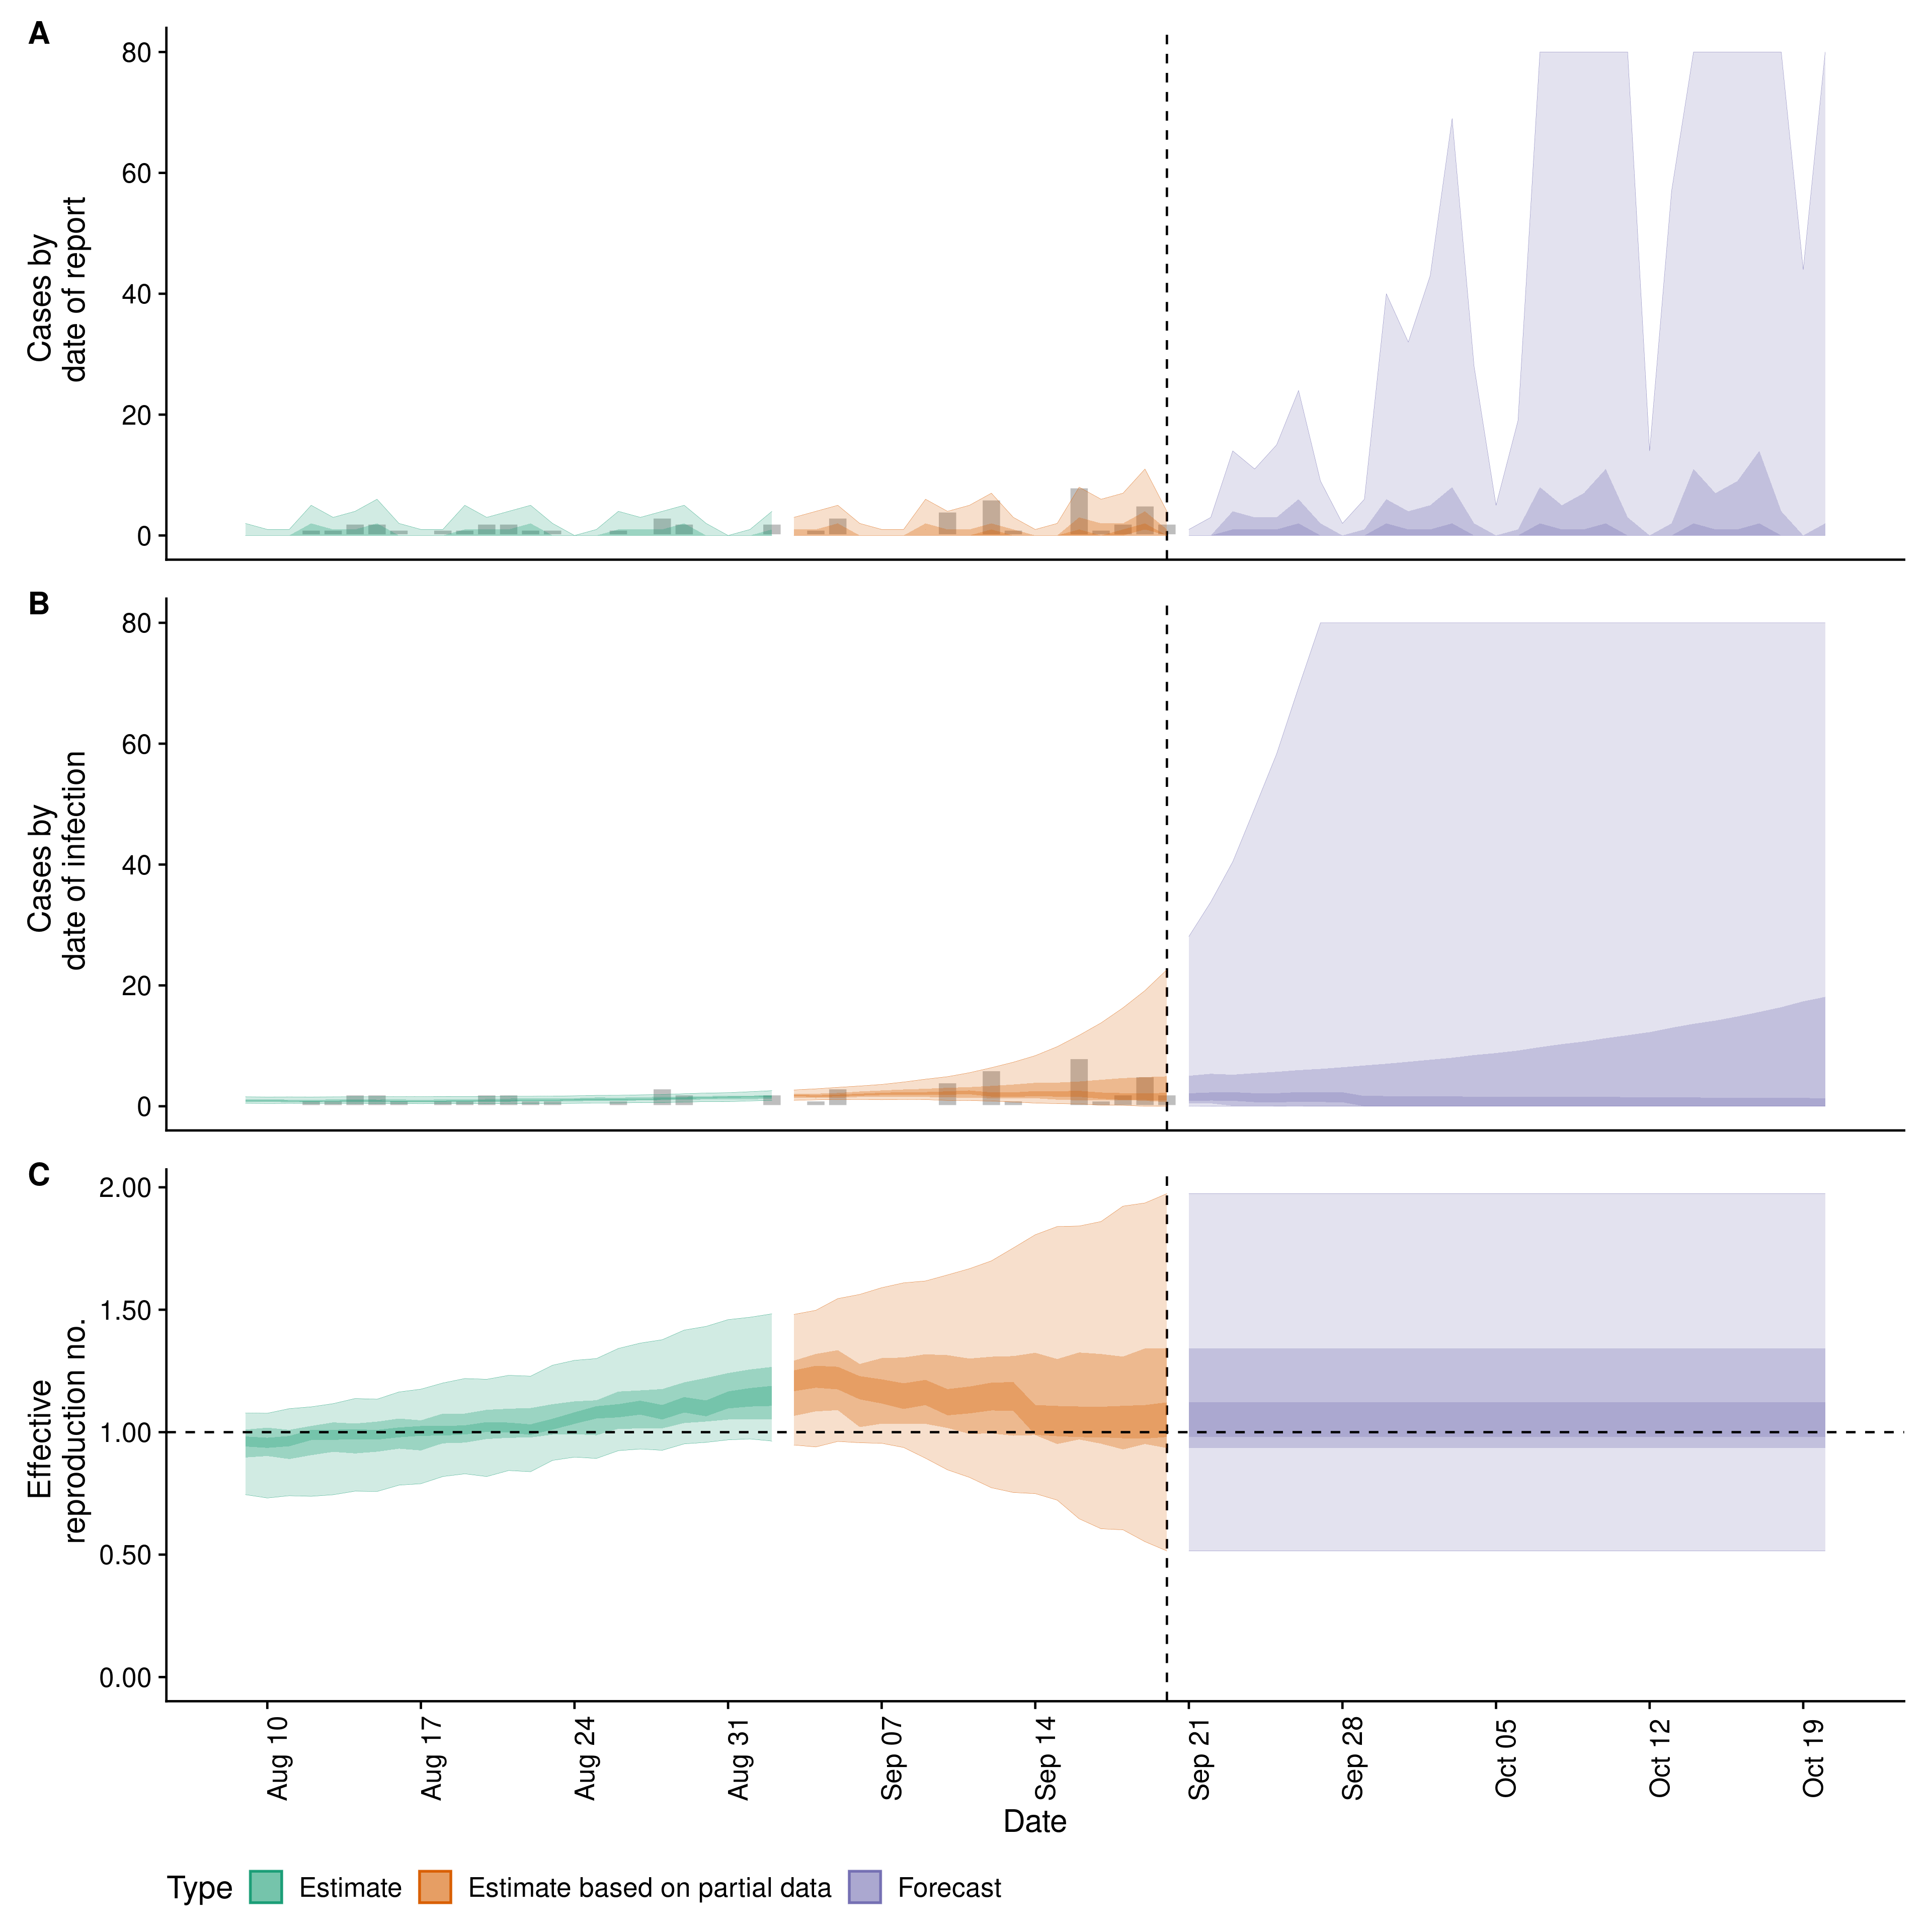 A
80
60
40
20
0
Cases by
date of report
B
80
60
40
20
0
Cases by
date of infection
C
2.00
1.50
1.00
0.50
0.00
Effective
reproduction no.
Aug 10
Aug 17
Aug 24
Aug 31
Sep 07
Sep 14
Sep 21
Sep 28
Oct 05
Oct 12
Oct 19
Date
Type Estimate Estimate based on partial data Forecast